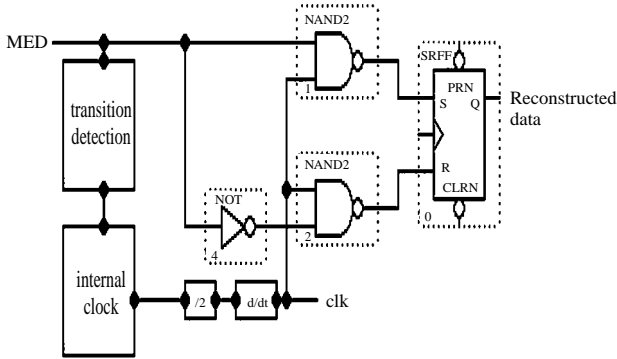 NAND2
MED
1
SRFF
PRN
S
Q
R
CLRN
0
Reconstructed
data
transition
detection
NAND2
2
NOT
4
internal
clock
/2
d/dt
clk